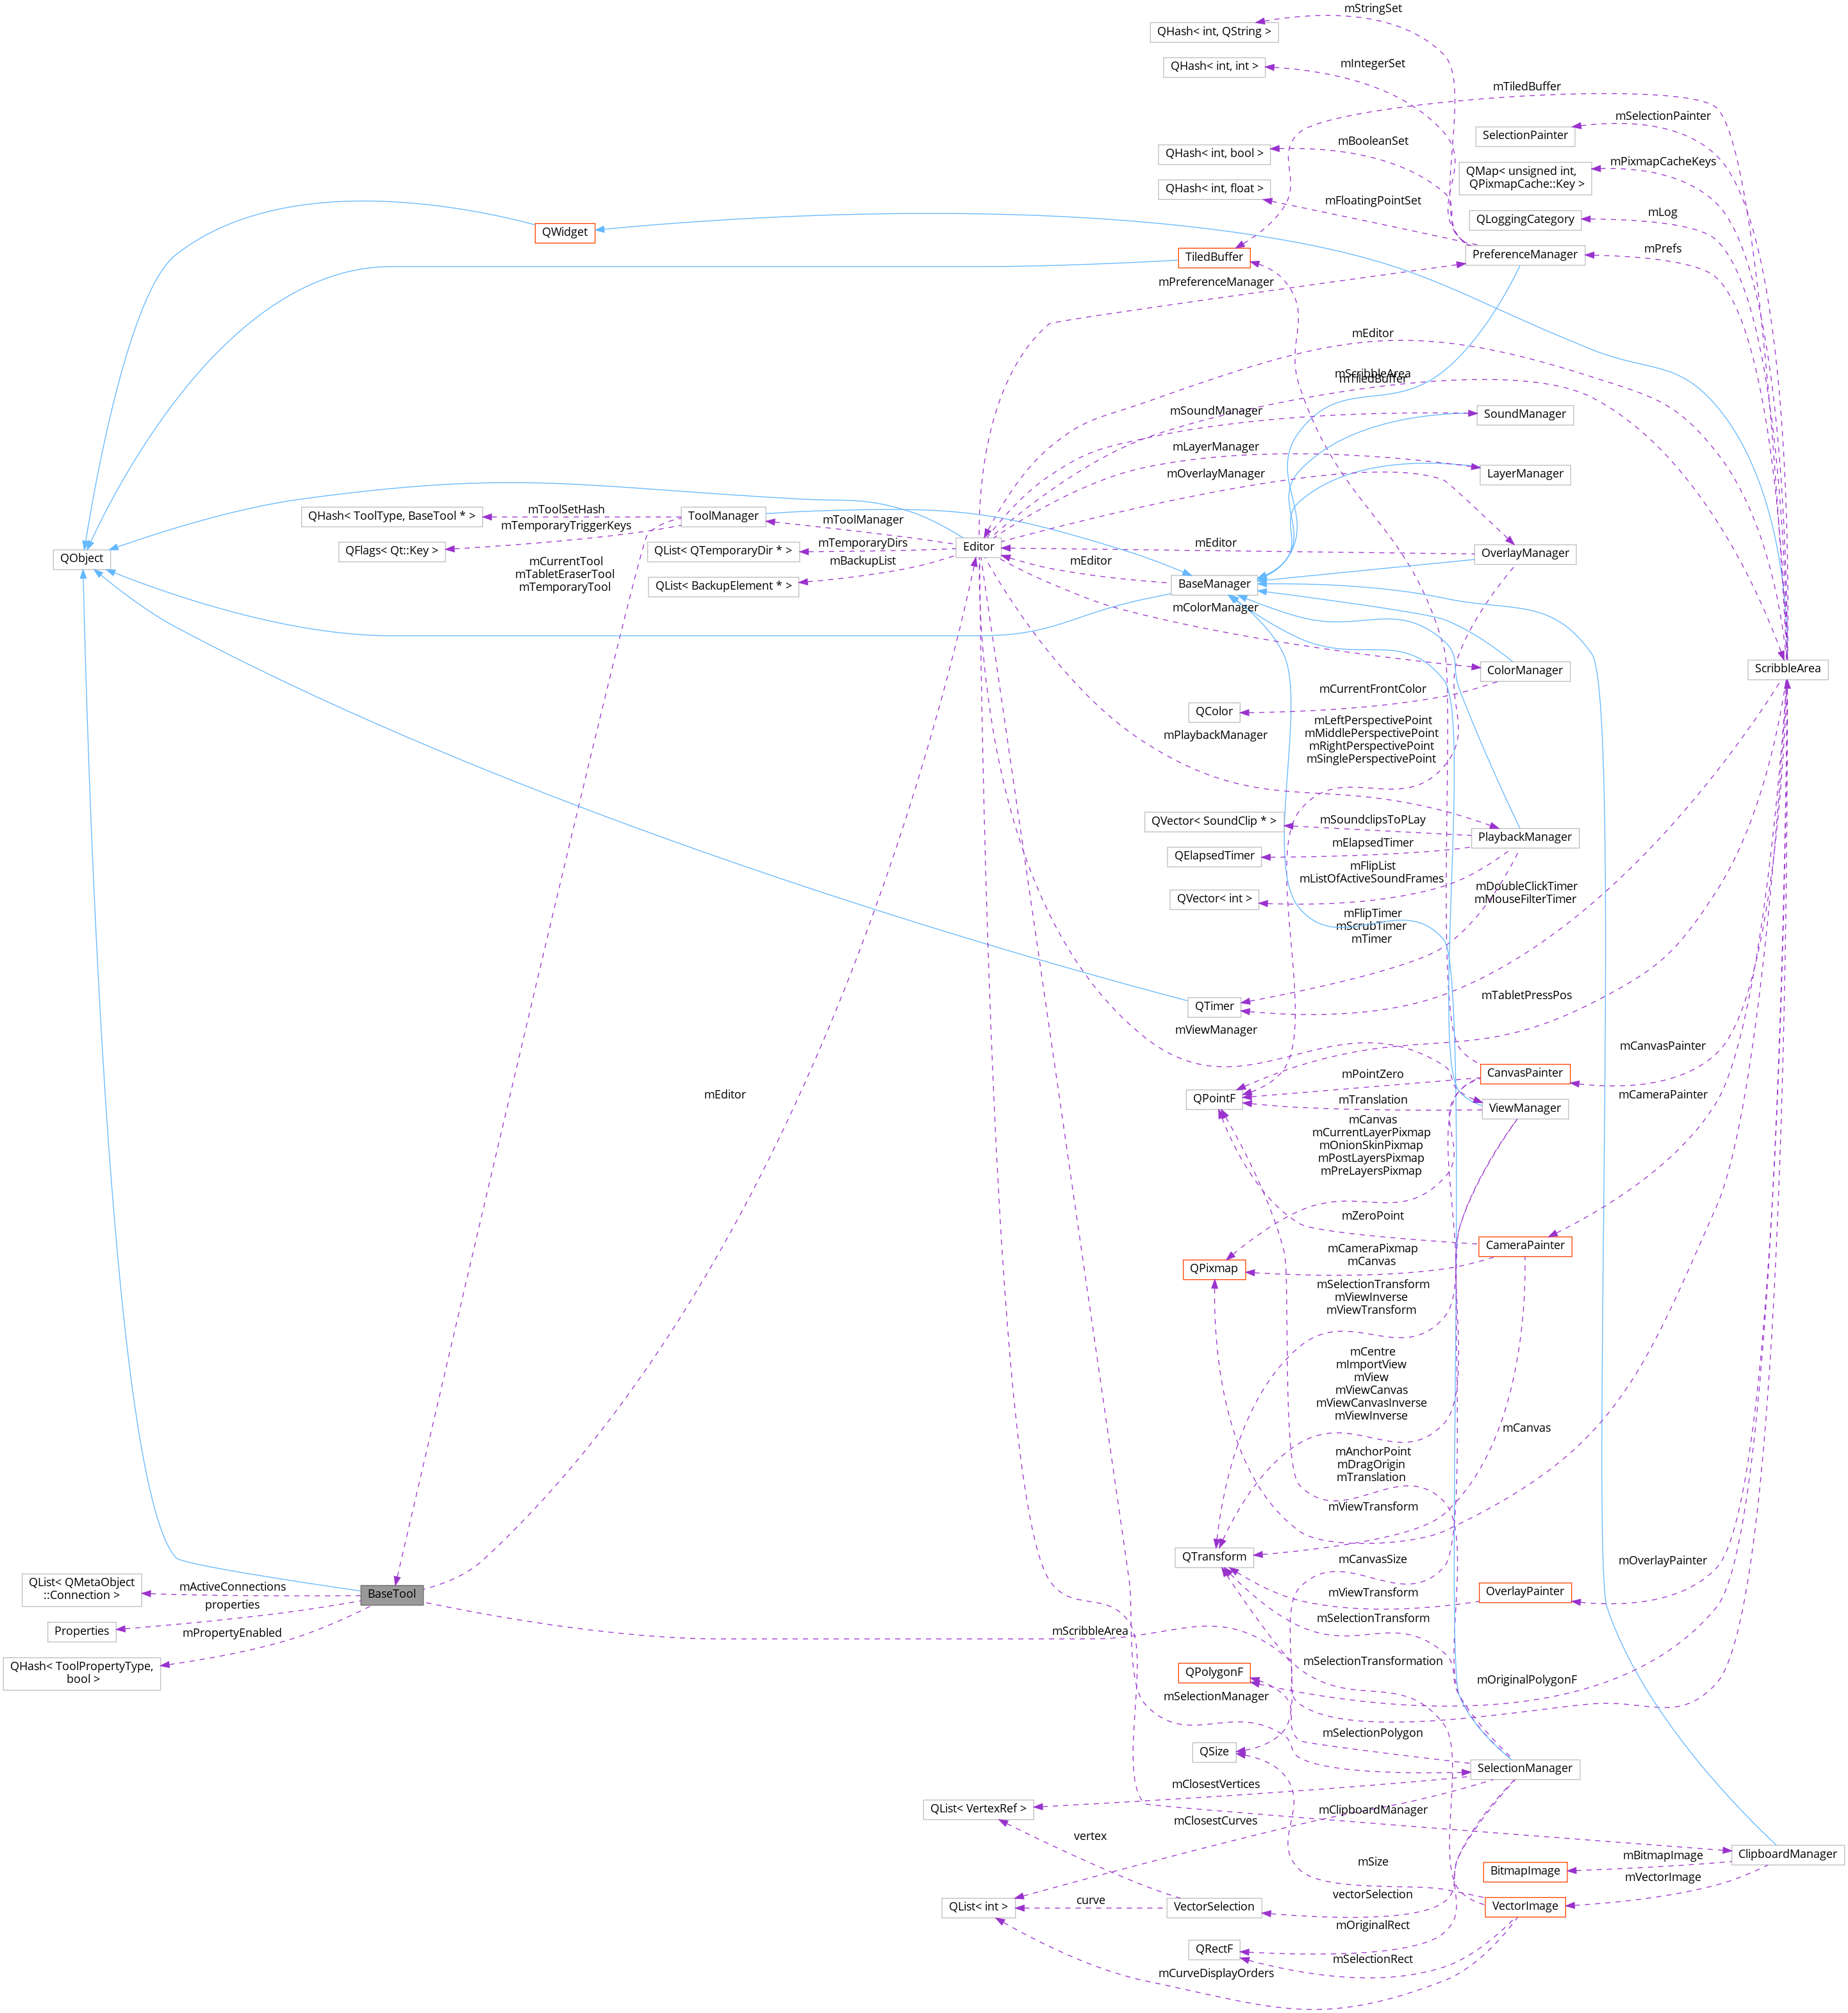 mStringSet
QHash< int, QString >
mIntegerSet
QHash< int, int >
mTiledBuffer
mSelectionPainter
SelectionPainter
mBooleanSet
QHash< int, bool >
mPixmapCacheKeys
QMap< unsigned int,
QPixmapCache::Key >
QHash< int, float >
mFloatingPointSet
mLog
QLoggingCategory
QWidget
mPrefs
TiledBuffer
PreferenceManager
mPreferenceManager
mEditor
mScribbleArea
mTiledBuffer
mSoundManager
SoundManager
mLayerManager
LayerManager
mOverlayManager
mToolSetHash
QHash< ToolType, BaseTool * >
ToolManager
mToolManager
mTemporaryTriggerKeys
QFlags< Qt::Key >
mTemporaryDirs
QList< QTemporaryDir * >
Editor
mEditor
OverlayManager
QObject
mBackupList
QList< BackupElement * >
mEditor
BaseManager
mCurrentTool
mTabletEraserTool
mTemporaryTool
mColorManager
ColorManager
ScribbleArea
mCurrentFrontColor
QColor
mLeftPerspectivePoint
mMiddlePerspectivePoint
mRightPerspectivePoint
mSinglePerspectivePoint
mPlaybackManager
QVector< SoundClip * >
mSoundclipsToPLay
PlaybackManager
mElapsedTimer
QElapsedTimer
mFlipList
mListOfActiveSoundFrames
QVector< int >
mDoubleClickTimer
mMouseFilterTimer
mFlipTimer
mScrubTimer
mTimer
QTimer
mTabletPressPos
mViewManager
mCanvasPainter
mPointZero
CanvasPainter
mEditor
QPointF
mTranslation
ViewManager
mCameraPainter
mCanvas
mCurrentLayerPixmap
mOnionSkinPixmap
mPostLayersPixmap
mPreLayersPixmap
mZeroPoint
CameraPainter
mCameraPixmap
mCanvas
QPixmap
mSelectionTransform
mViewInverse
mViewTransform
mCentre
mImportView
mView
mViewCanvas
mViewCanvasInverse
mViewInverse
mCanvas
mAnchorPoint
mDragOrigin
mTranslation
mViewTransform
QTransform
mCanvasSize
mOverlayPainter
QList< QMetaObject
::Connection >
mActiveConnections
BaseTool
mViewTransform
OverlayPainter
properties
Properties
mSelectionTransform
mPropertyEnabled
mScribbleArea
QHash< ToolPropertyType,
bool >
mSelectionTransformation
QPolygonF
mOriginalPolygonF
mSelectionManager
mSelectionPolygon
QSize
SelectionManager
mClosestVertices
QList< VertexRef >
mClipboardManager
mClosestCurves
vertex
ClipboardManager
mBitmapImage
BitmapImage
mSize
mVectorImage
curve
QList< int >
VectorSelection
vectorSelection
VectorImage
mOriginalRect
QRectF
mSelectionRect
mCurveDisplayOrders